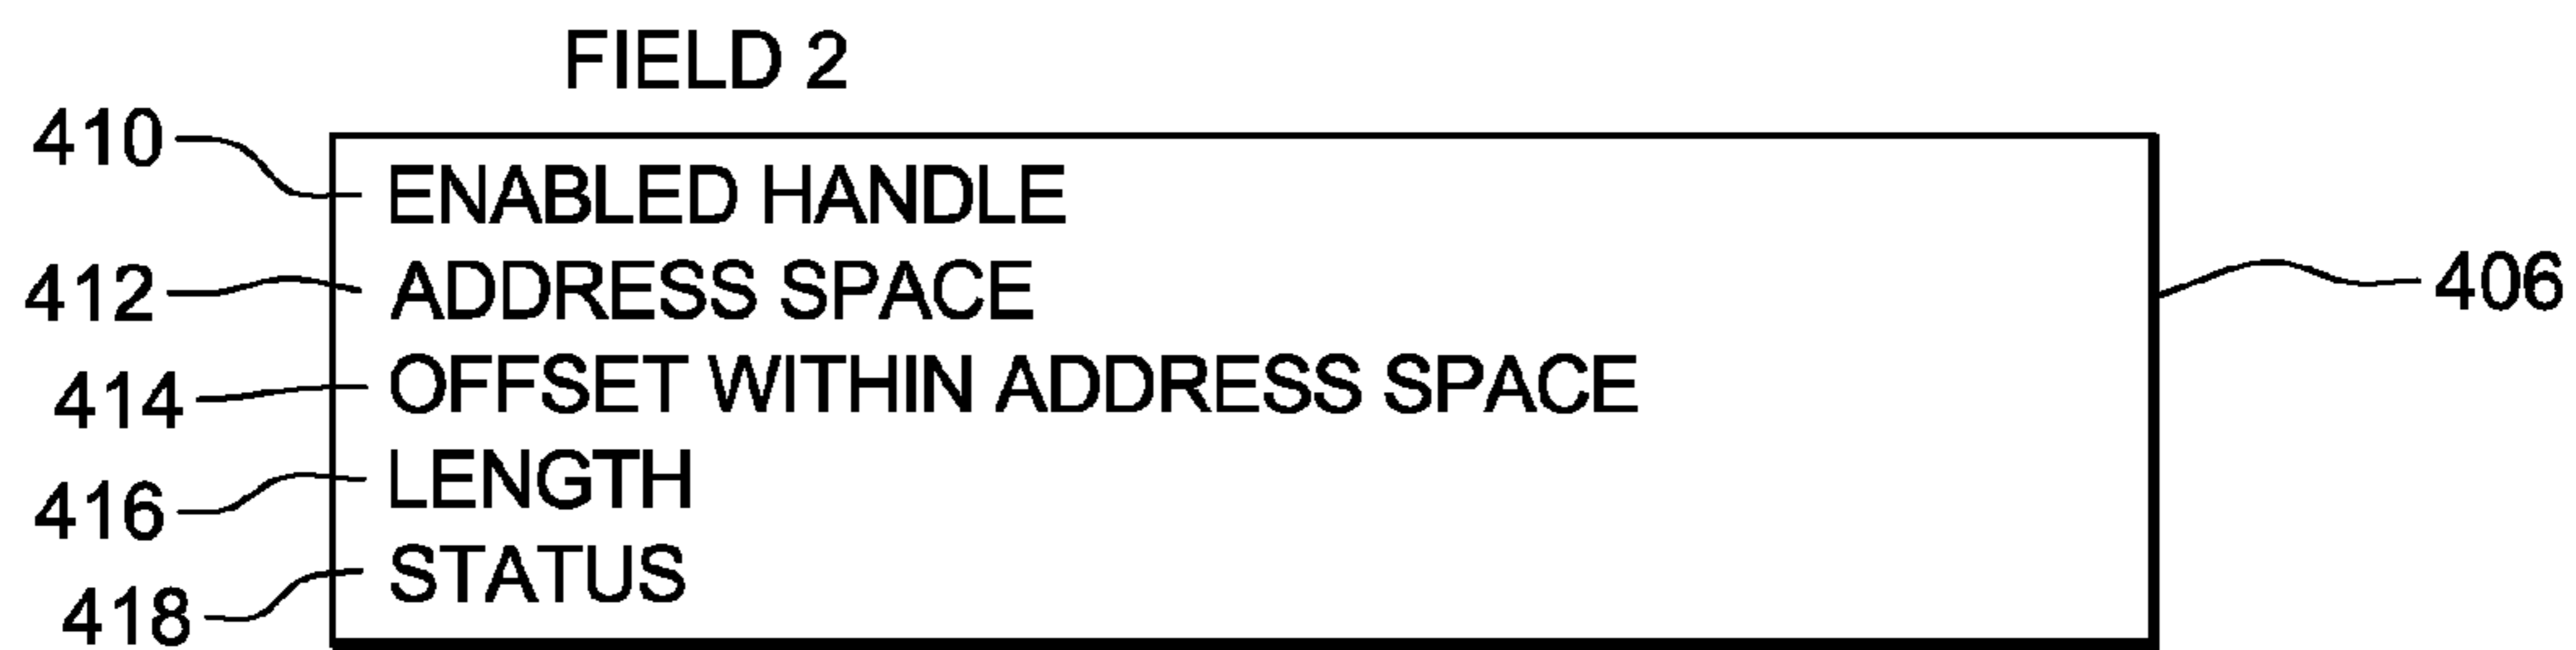 FIELD 2
410
ENABLED HANDLE
412
ADDRESS SPACE
406
414
OFFSET WITHIN ADDRESS SPACE
416
LENGTH
418
STATUS